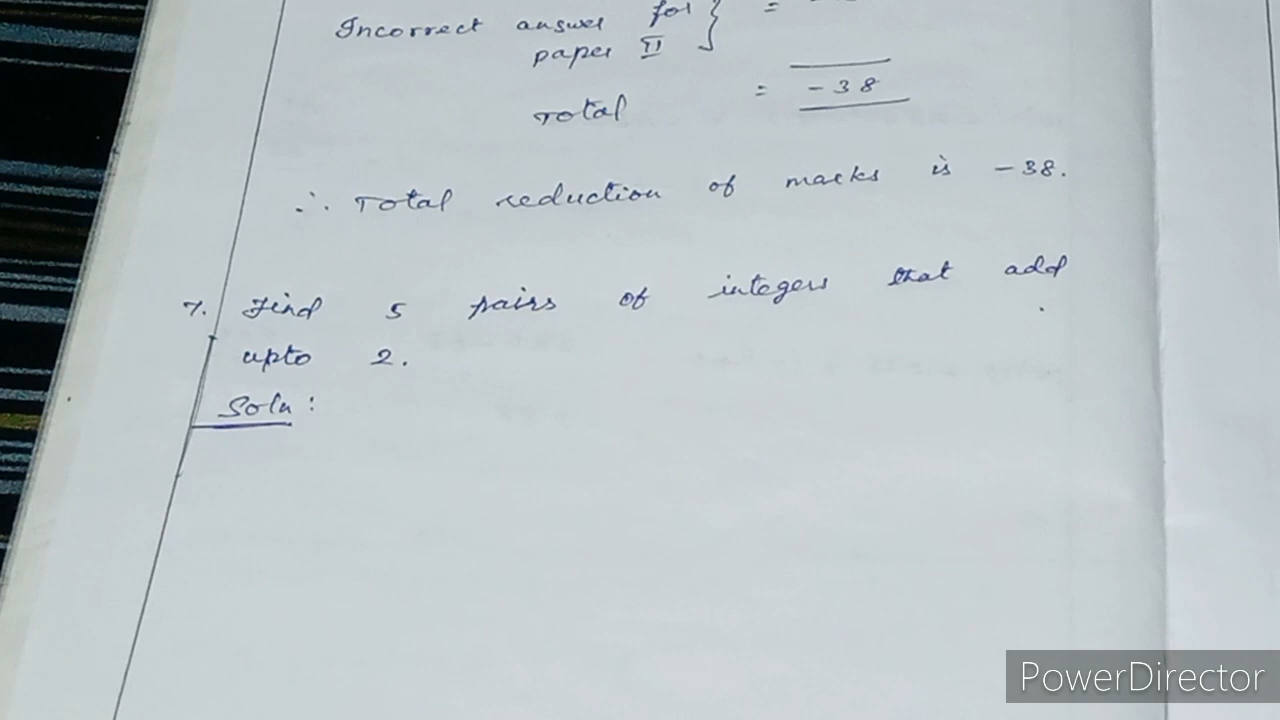 Incorrect answer for } =
paper II
= - 38
Total
∴ Total reduction of marks is - 38.
7. Find 5 pairs of integers that add
upto 2.
Soln :
PowerDirector